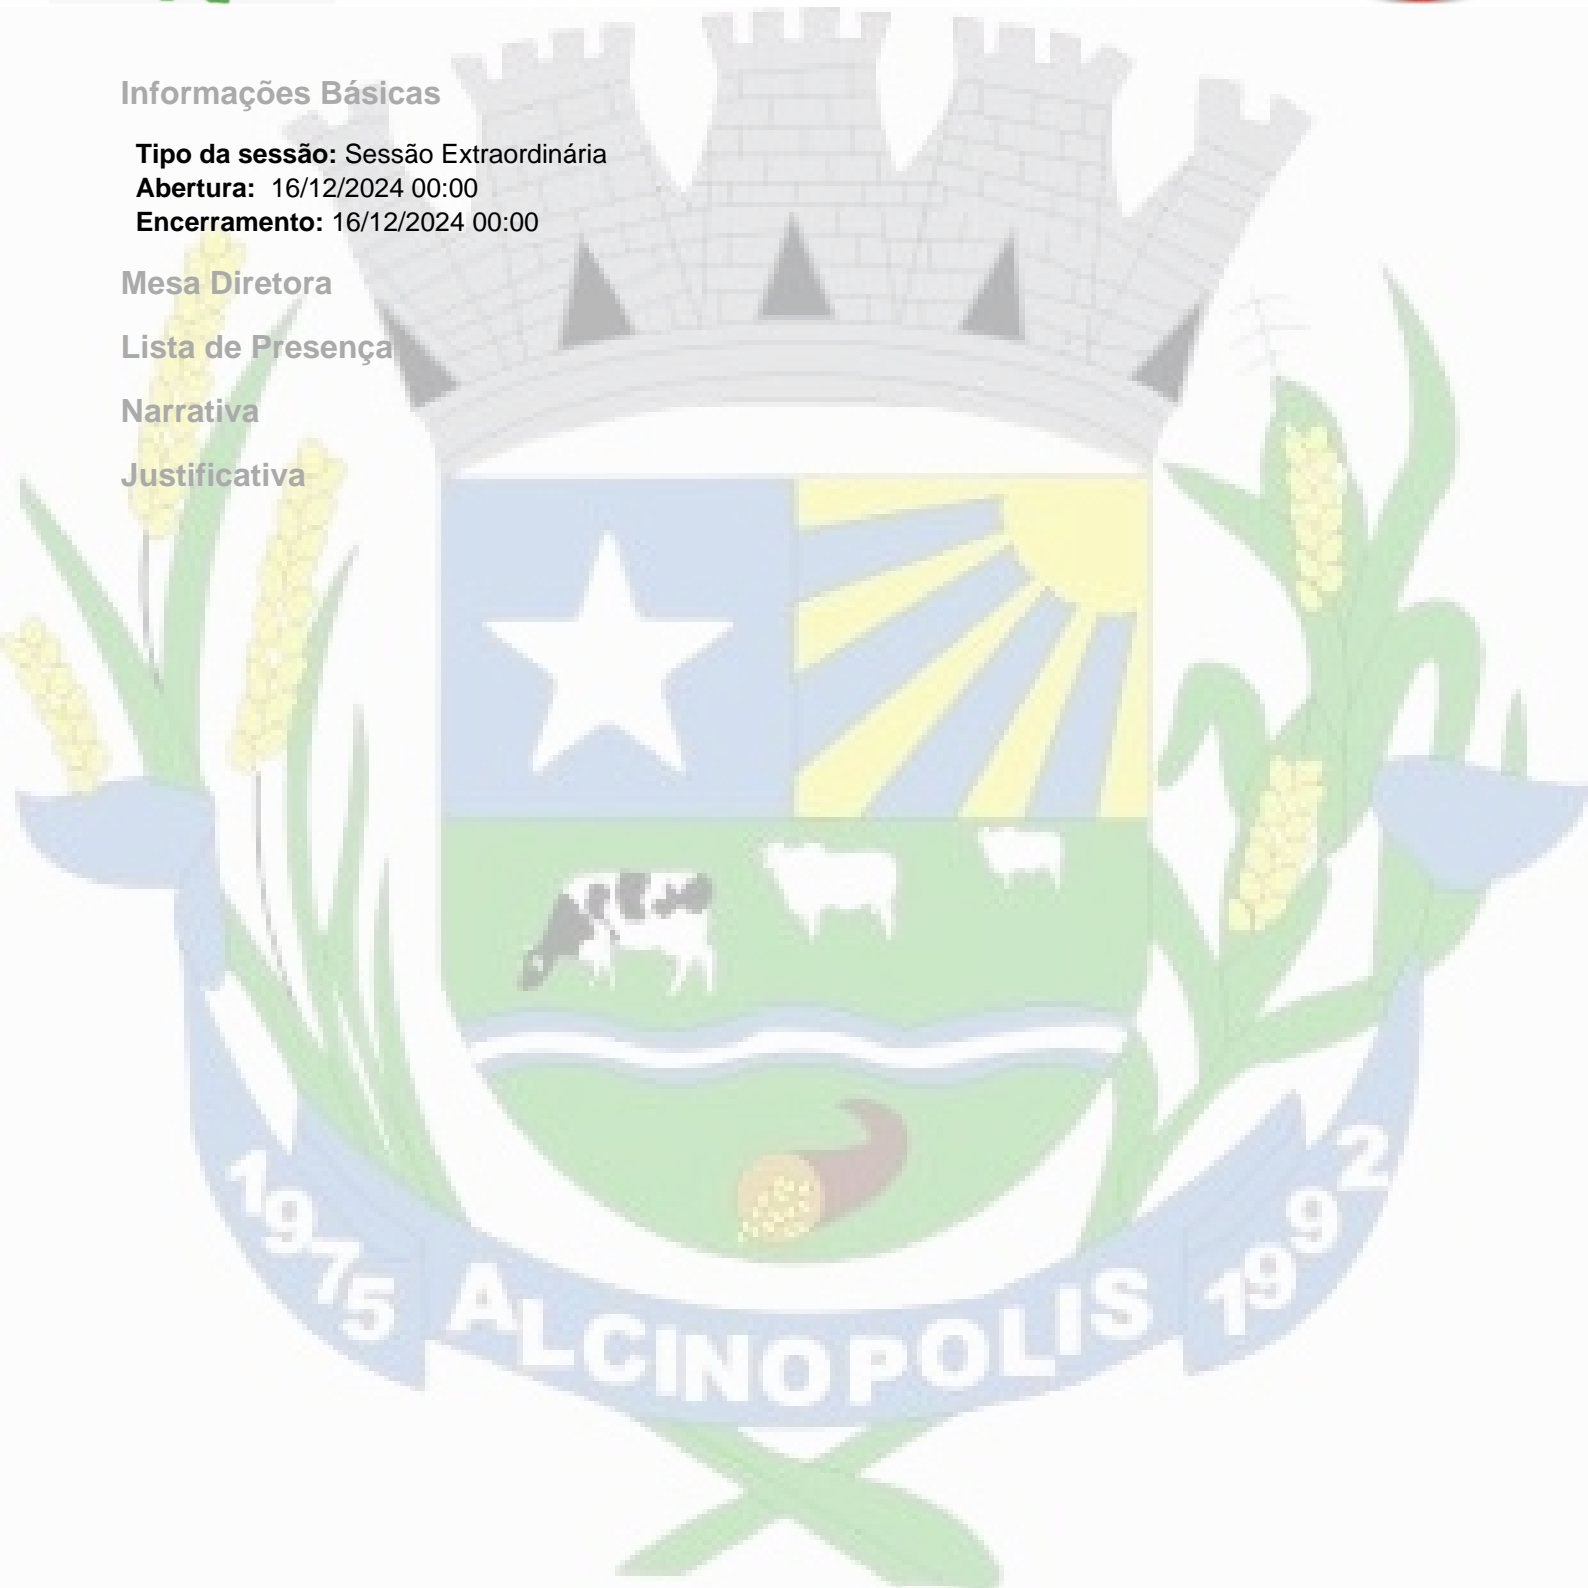 Informações Básicas
Tipo da sessão: Sessão Extraordinária
Abertura: 16/12/2024 00:00
Encerramento: 16/12/2024 00:00
Mesa Diretora
Lista de Presença
Narrativa
Justificativa
1975 ALCINOPOLIS 1992